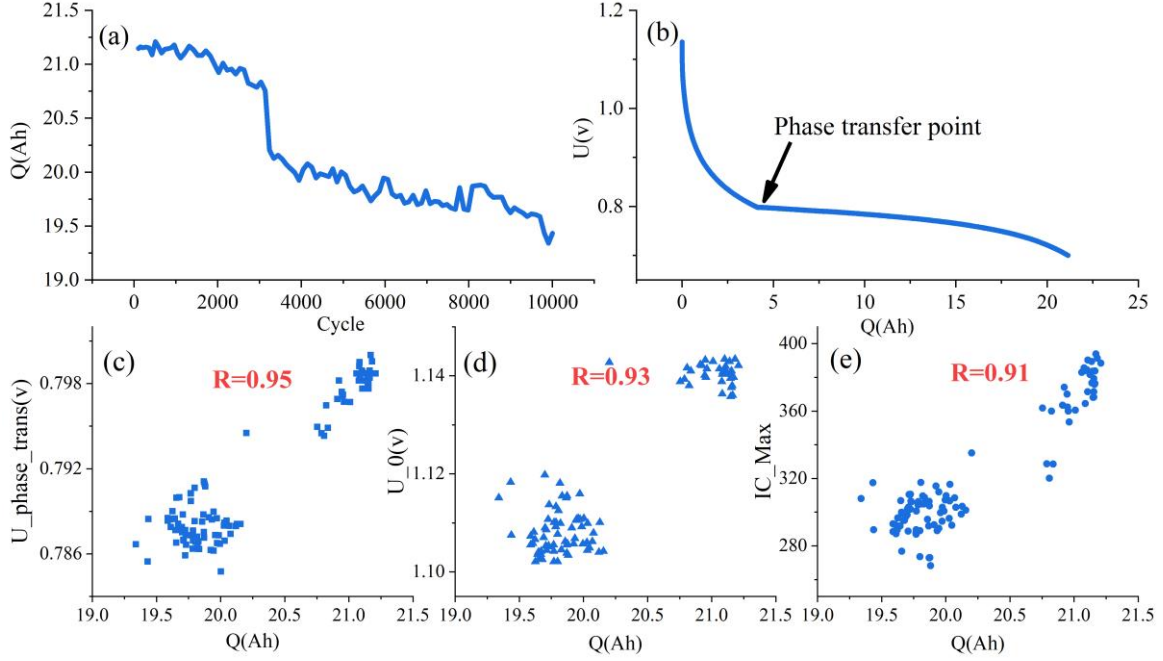 (a)
21.5
21.0
20.5
20.0
19.5
19.0
Q(Ah)
0
2000
4000
6000
8000
10000
Cycle
(b)
1.2
1.0
0.8
U(v)
Phase transfer point
0
5
10
15
20
25
Q(Ah)
(c)
R=0.95
0.798
0.792
0.786
U_phase_trans(v)
19.0
19.5
20.0
20.5
21.0
21.5
Q(Ah)
(d)
R=0.93
1.14
1.12
1.10
U_0(v)
19.0
19.5
20.0
20.5
21.0
21.5
Q(Ah)
(e)
R=0.91
400
360
320
280
IC_Max
19.0
19.5
20.0
20.5
21.0
21.5
Q(Ah)